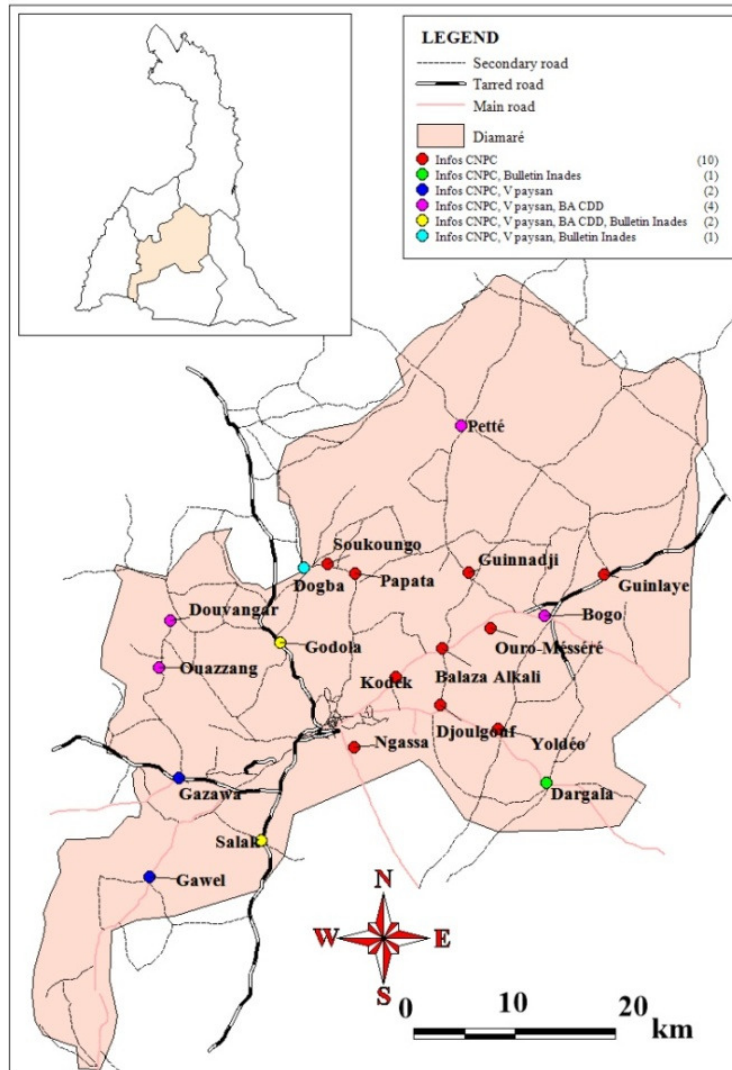 LEGEND
Secondary road
Tarred road
Main road
Diamaré
Infos CNPC (10)
Infos CNPC, Bulletin Inades (1)
Infos CNPC, V paysan (2)
Infos CNPC, V paysan, BA CDD (4)
Infos CNPC, V paysan, BA CDD, Bulletin Inades (2)
Infos CNPC, V paysan, Bulletin Inades (1)
Petté
Soukoungo
Guinnadji
Dogba
Papata
Guinlaye
Douvangar
Bogo
Godola
Ouro-Mésséré
Ouazzang
Balaza Alkali
Kodek
Djoulgouf
Yoldéo
Ngassa
Gazawa
Dargala
Salak
Gawel
N
W E
S
0 10 20
km